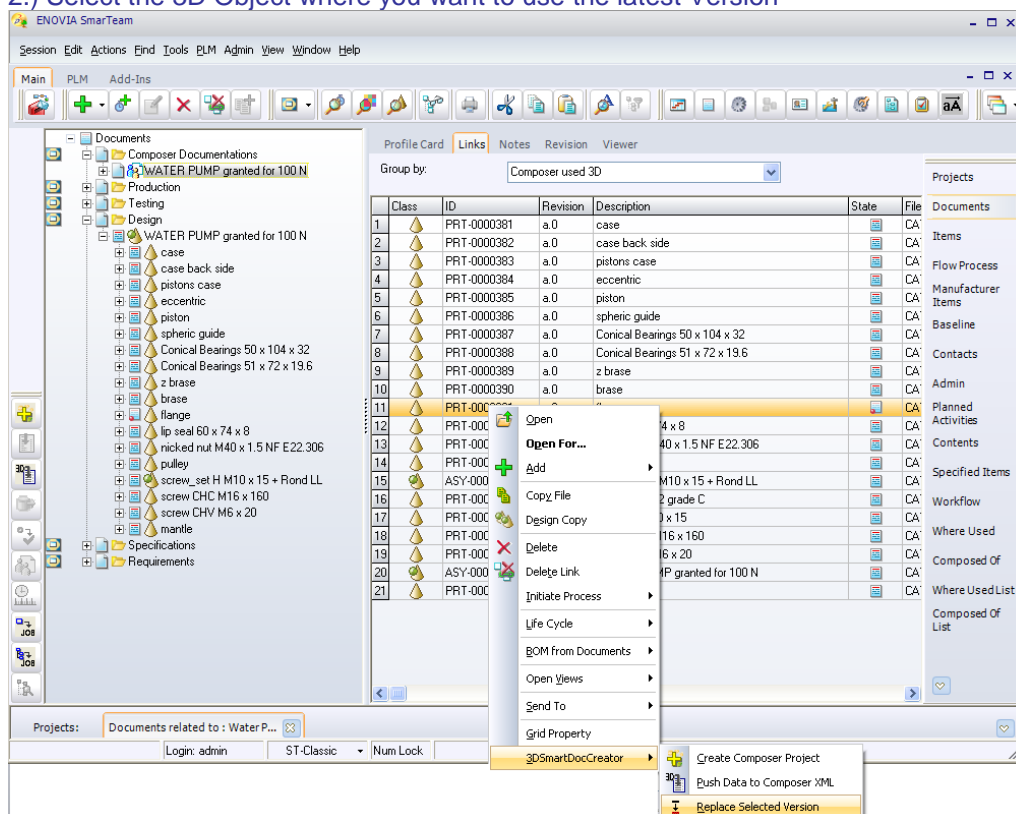 2.) Select the 3D Object where you want to use the latest Version
ENOVIA SmarTeam
Session Edit Actions Find Tools PLM Admin View Window Help
Main PLM Add-Ins
aA
Documents
Composer Documentations
WATER PUMP granted for 100 N
Production
Testing
Design
WATER PUMP granted for 100 N
case
case back side
pistons case
eccentric
piston
spheric guide
Conical Bearings 50 x 104 x 32
Conical Bearings 51 x 72 x 19.6
z brase
brase
flange
lip seal 60 x 74 x 8
nicked nut M40 x 1.5 NF E22.306
pulley
screw_set H M10 x 15 + Rond LL
screw CHC M16 x 160
screw CHV M6 x 20
mantle
Specifications
Requirements
3D
JOB
JOB
Profile Card Links Notes Revision Viewer
Group by: Composer used 3D
Class ID Revision Description State File
1 PRT-0000381 a.0 case CA
2 PRT-0000382 a.0 case back side CA
3 PRT-0000383 a.0 pistons case CA
4 PRT-0000384 a.0 eccentric CA
5 PRT-0000385 a.0 piston CA
6 PRT-0000386 a.0 spheric guide CA
7 PRT-0000387 a.0 Conical Bearings 50 x 104 x 32 CA
8 PRT-0000388 a.0 Conical Bearings 51 x 72 x 19.6 CA
9 PRT-0000389 a.0 z brase CA
10 PRT-0000390 a.0 brase CA
11 CA
12 PRT-000 4 x 8 CA
13 PRT-000 40 x 1.5 NF E22.306 CA
14 PRT-000 CA
15 ASY-000 M10 x 15 + Rond LL CA
16 PRT-000 2 grade C CA
17 PRT-000 x 15 CA
18 PRT-000 16 x 160 CA
19 PRT-000 6 x 20 CA
20 ASY-000 MP granted for 100 N CA
21 PRT-000 CA
Open
Open For...
Add
Copy File
Design Copy
Delete
Delete Link
Initiate Process
Life Cycle
BOM from Documents
Open Views
Send To
Grid Property
3DSmartDocCreator
Create Composer Project
Push Data to Composer XML
Replace Selected Version
Projects
Documents
Items
Flow Process
Manufacturer
Items
Baseline
Contacts
Admin
Planned
Activities
Contents
Specified Items
Workflow
Where Used
Composed Of
Where Used List
Composed Of
List
Projects: Documents related to : Water P...
Login: admin ST-Classic Num Lock